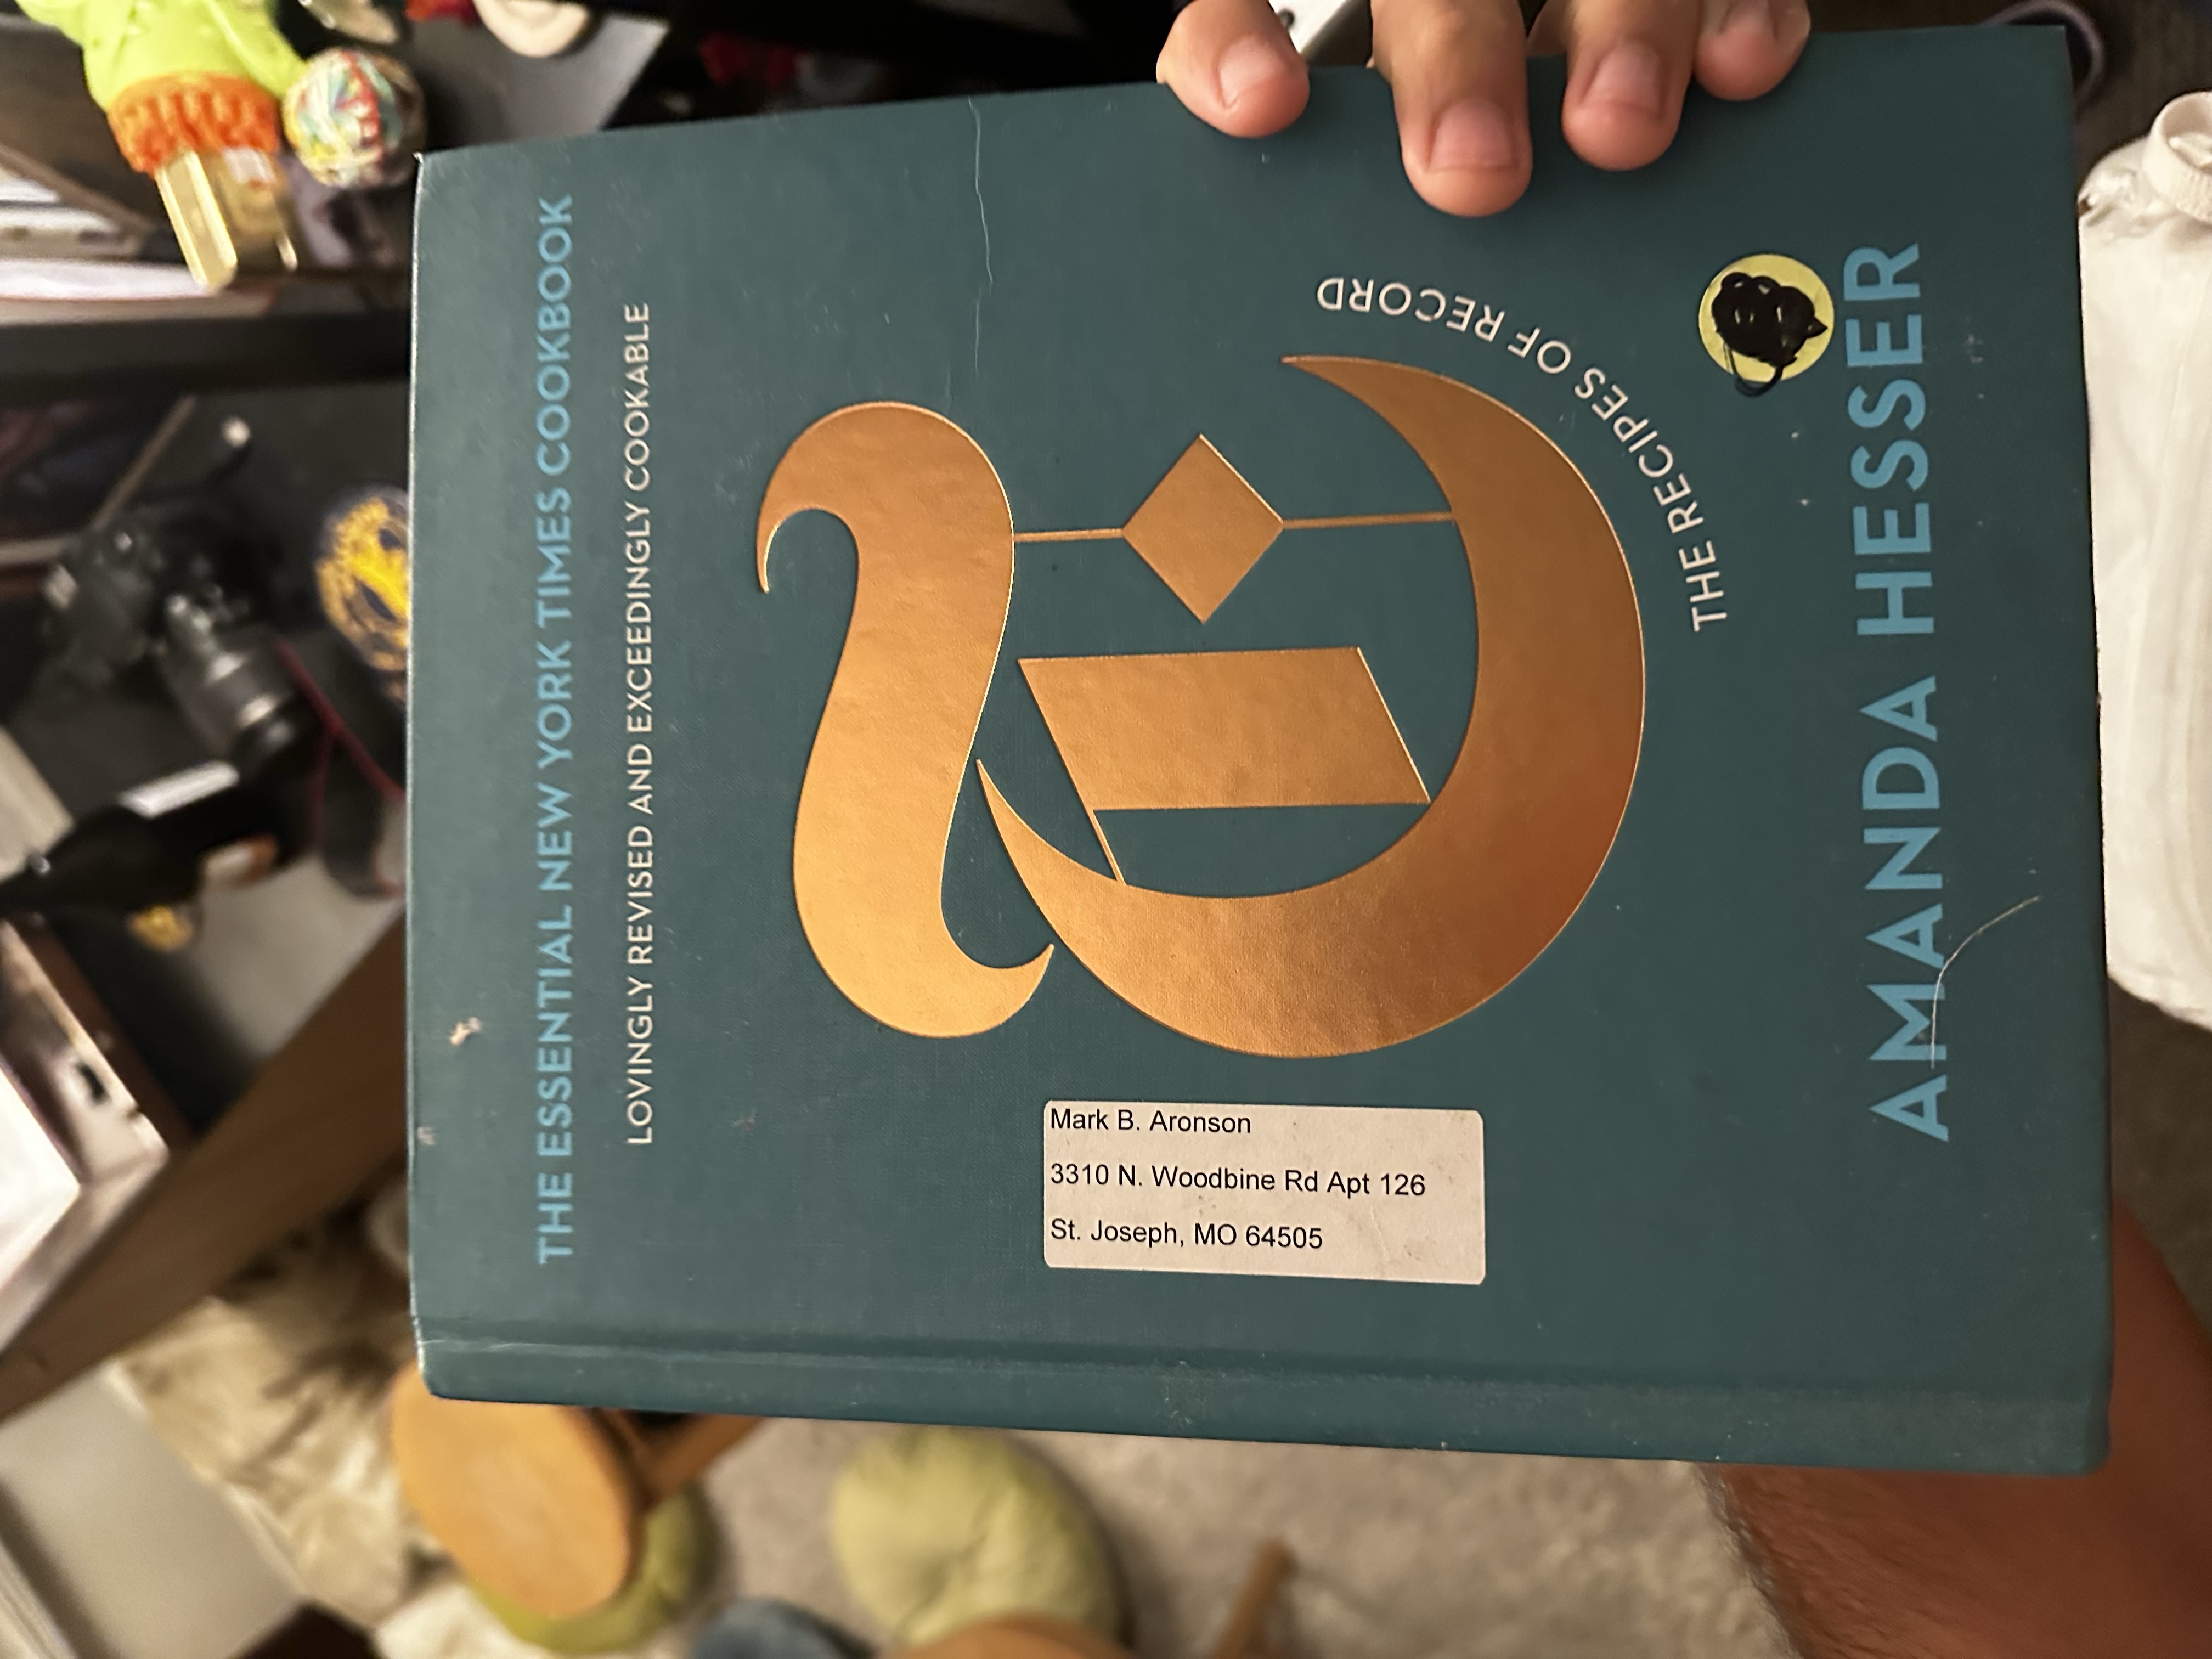 THE ESSENTIAL NEW YORK TIMES COOKBOOK
LOVINGLY REVISED AND EXCEEDINGLY COOKABLE
T
Mark B. Aronson
3310 N. Woodbine Rd Apt 126
St. Joseph, MO 64505
THE RECIPES OF RECORD
AMANDA HESSER